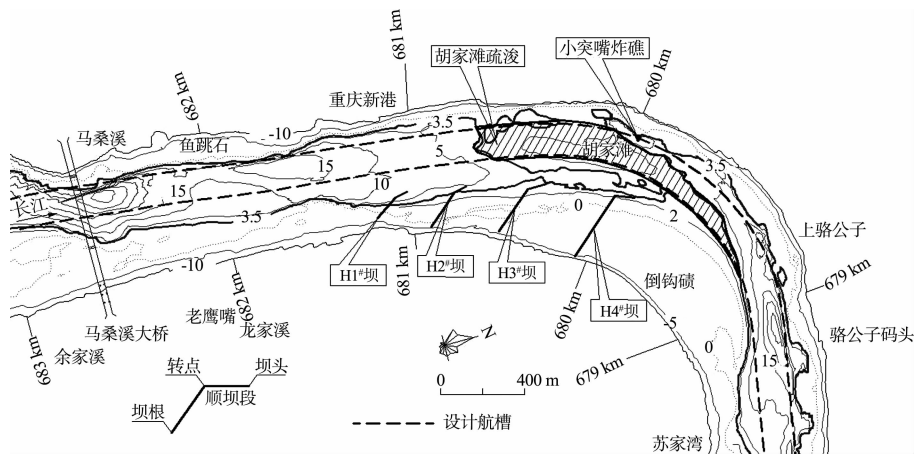 681 km
胡家滩疏浚
小突嘴炸礁
680 km
682 km
重庆新港
马桑溪
鱼跳石
-10
-3.5
5
胡家滩
3.5
15
15
10
长江
15
3.5
0
2
上骆公子
-10
H1#坝
H2#坝
H3#坝
H4#坝
681 km
680 km
倒钩碛
679 km
-5
骆公子码头
马桑溪大桥
老鹰嘴
682 km
龙家溪
余家溪
683 km
N
679 km
0
15
转点
坝头
顺坝段
坝根
0
400 m
设计航槽
苏家湾